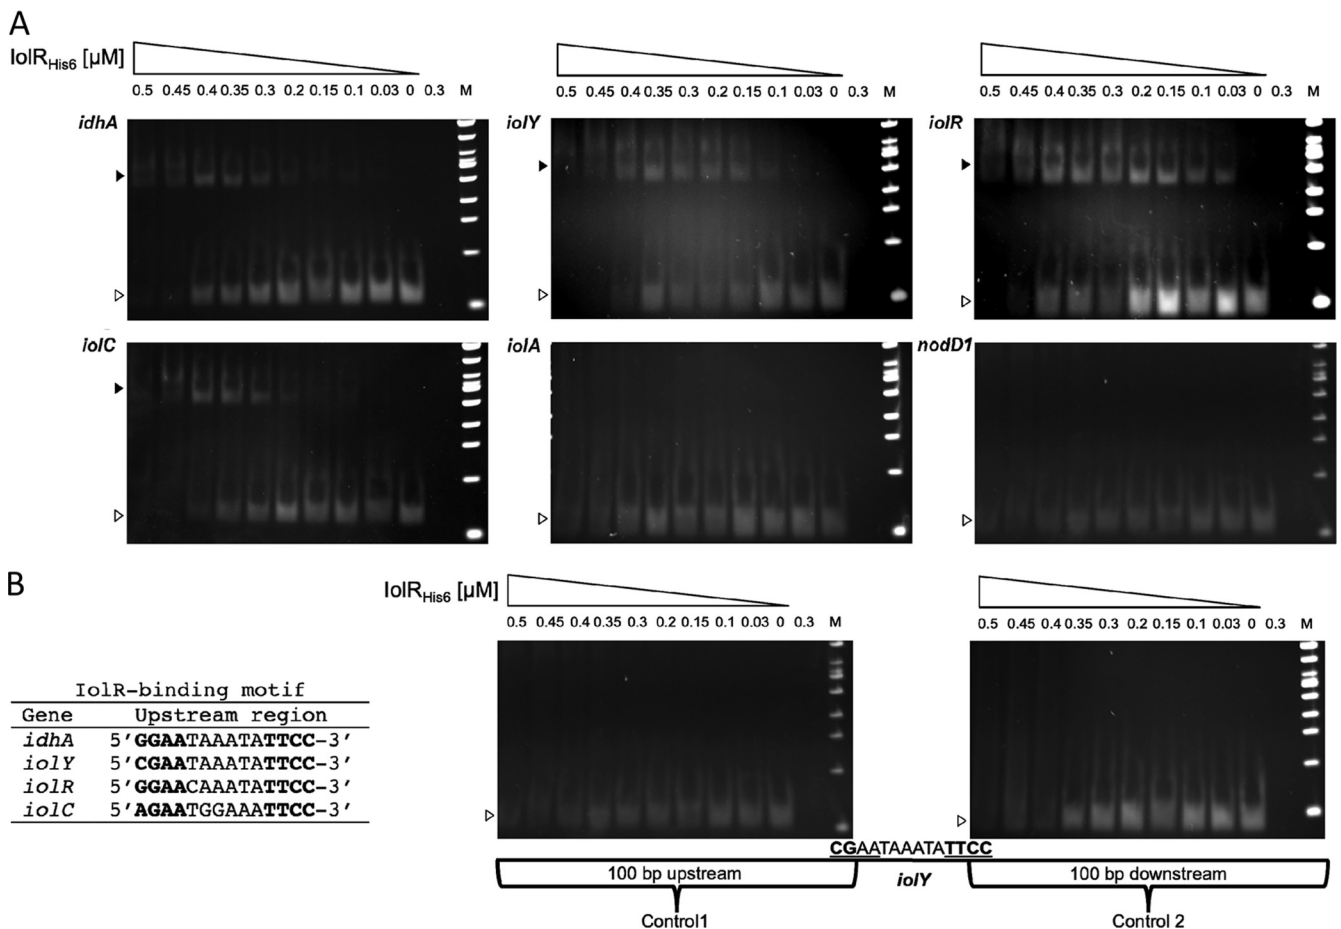 A
IolRHis6 [µM]
0.5 0.45 0.4 0.35 0.3 0.2 0.15 0.1 0.03 0 0.3 M
0.5 0.45 0.4 0.35 0.3 0.2 0.15 0.1 0.03 0 0.3 M
0.5 0.45 0.4 0.35 0.3 0.2 0.15 0.1 0.03 0 0.3 M
idhA
iolY
iolR
iolC
iolA
nodD1
B
IolRHis6 [µM]
0.5 0.45 0.4 0.35 0.3 0.2 0.15 0.1 0.03 0 0.3 M
0.5 0.45 0.4 0.35 0.3 0.2 0.15 0.1 0.03 0 0.3 M
IolR-binding motif
Gene Upstream region
idhA 5'GGAATAAATATTCC-3'
iolY 5'CGAATAAATATTCC-3'
iolR 5'GGAACAAATATTCC-3'
iolC 5'AGAATGGAAATTCC-3'
CGAATAAATATTCC
100 bp upstream
iolY
100 bp downstream
Control1
Control 2